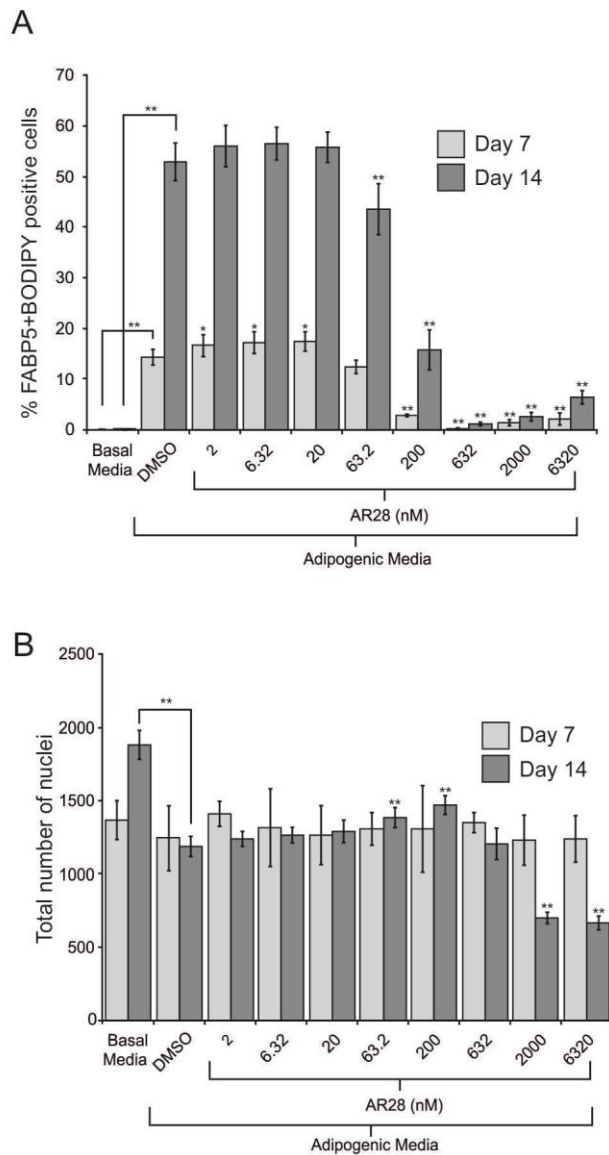 A
70
60
50
40
30
20
10
0
% FABP5+BODIPY positive cells
**
**
* * * ** ** ** ** ** ** ** ** **
Day 7
Day 14
Basal Media
DMSO
2
6.32
20
63.2
200
632
2000
6320
AR28 (nM)
Adipogenic Media
B
2500
2000
1500
1000
500
0
Total number of nuclei
**
** ** ** **
Day 7
Day 14
Basal Media
DMSO
2
6.32
20
63.2
200
632
2000
6320
AR28 (nM)
Adipogenic Media